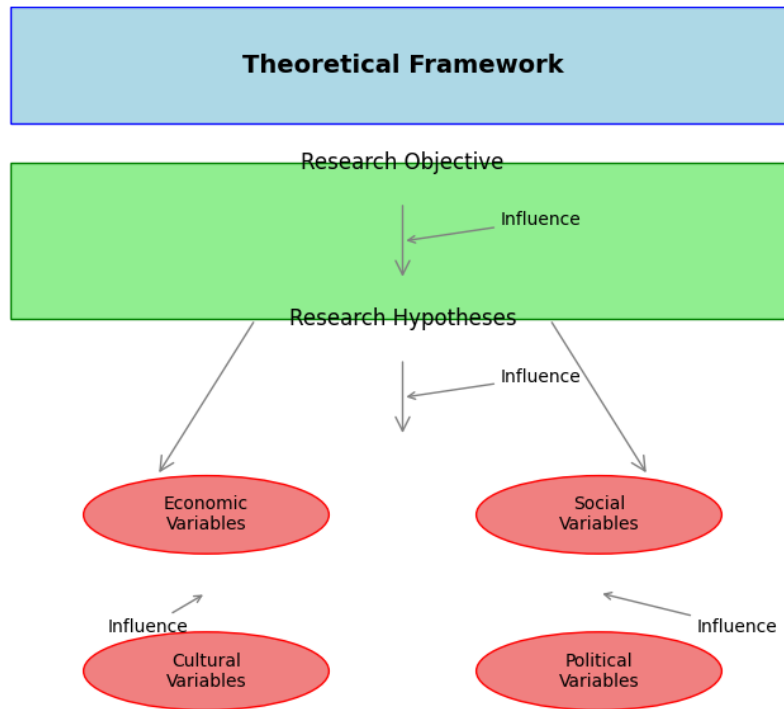 Theoretical Framework
Research Objective
Influence
Research Hypotheses
Influence
Economic
Variables
Social
Variables
Influence
Influence
Cultural
Variables
Political
Variables